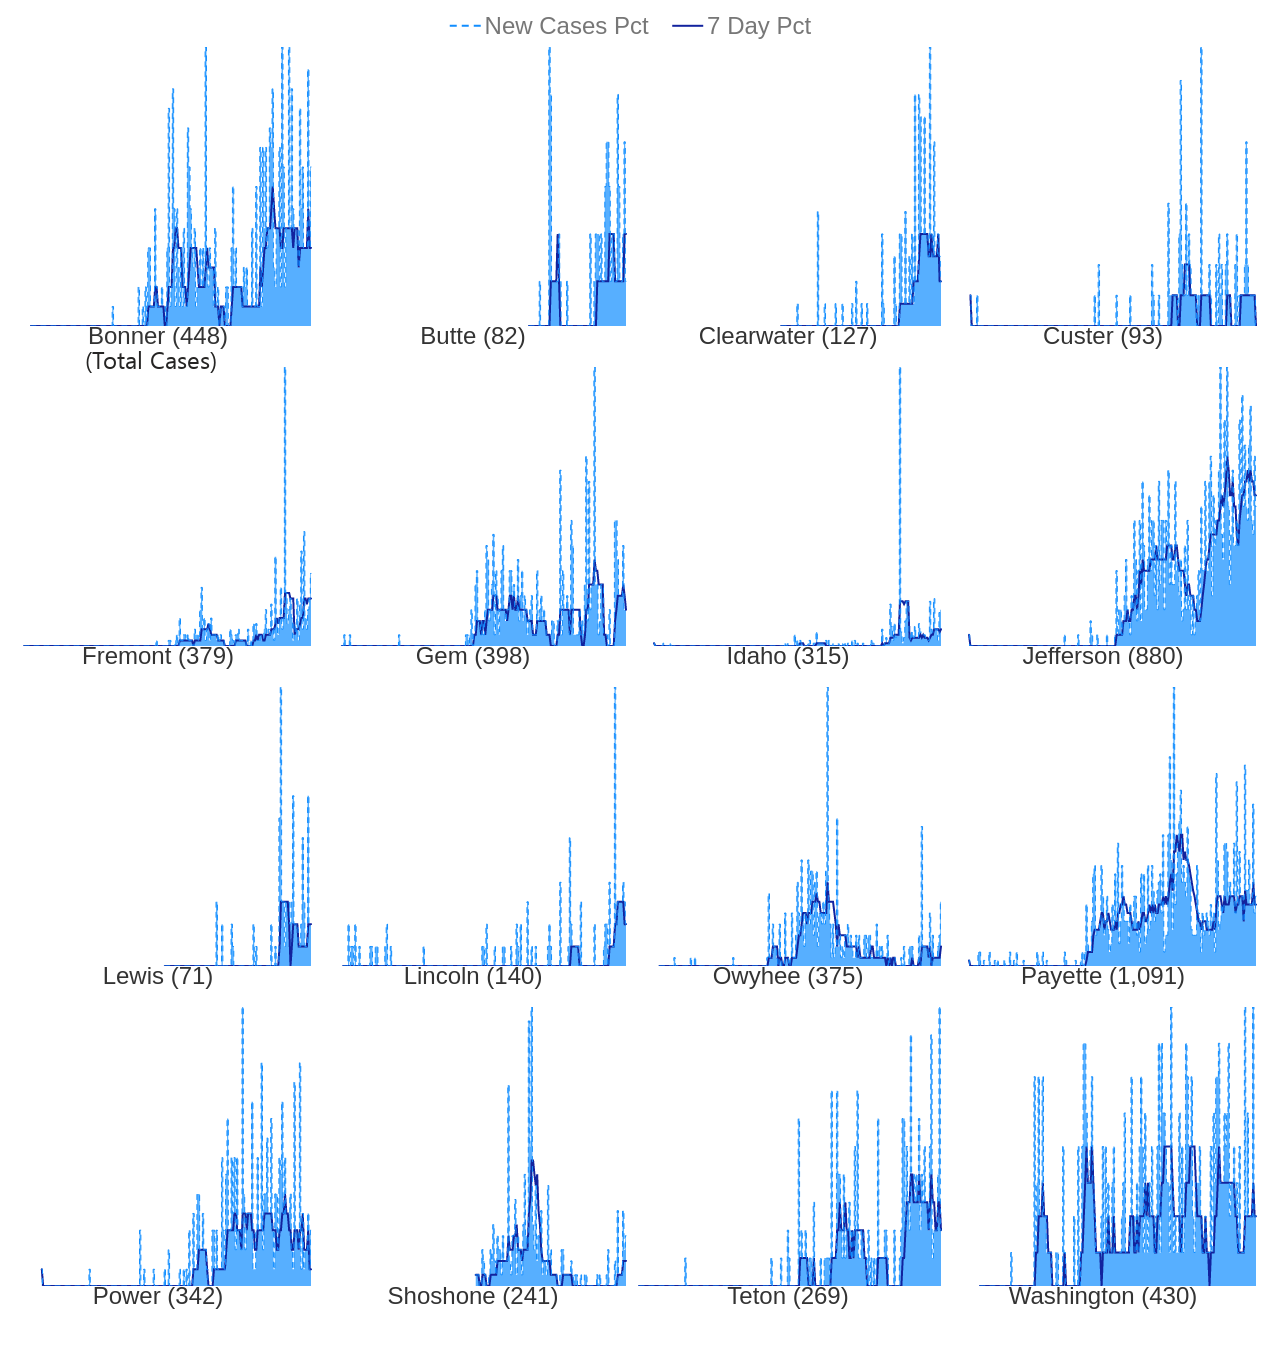 New Cases Pct 7 Day Pct
Bonner (448) Butte (82) Clearwater (127) Custer (93)
(Total Cases)
Fremont (379) Gem (398) Idaho (315) Jefferson (880)
Lewis (71) Lincoln (140) Owyhee (375) Payette (1,091)
Power (342) Shoshone (241) Teton (269) Washington (430)